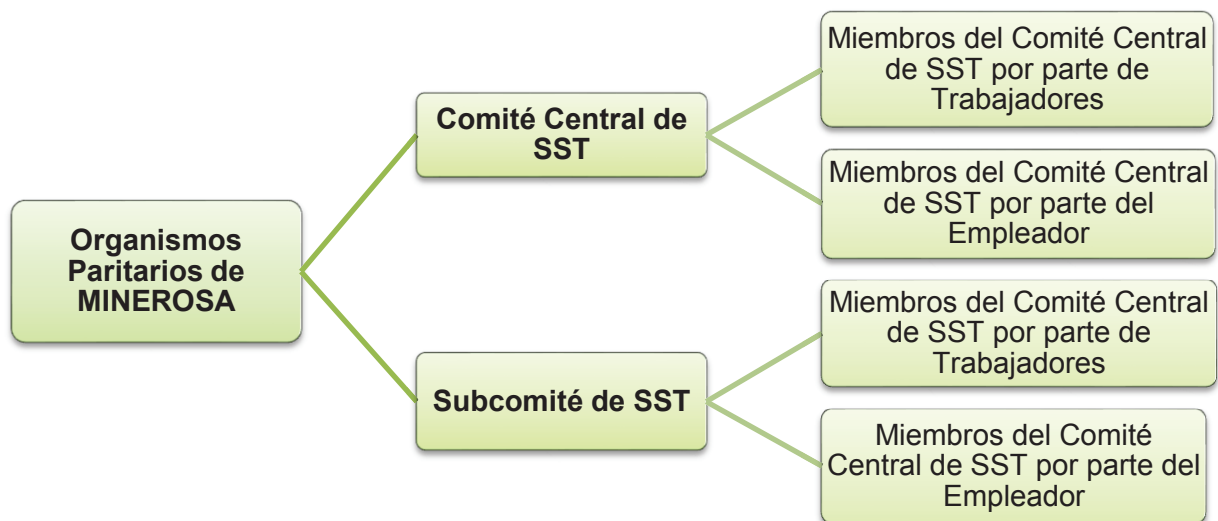 Organismos
Paritarios de
MINEROSA
Comité Central de
SST
Miembros del Comité Central
de SST por parte de
Trabajadores
Miembros del Comité Central
de SST por parte del
Empleador
Subcomité de SST
Miembros del Comité Central
de SST por parte de
Trabajadores
Miembros del Comité
Central de SST por parte del
Empleador